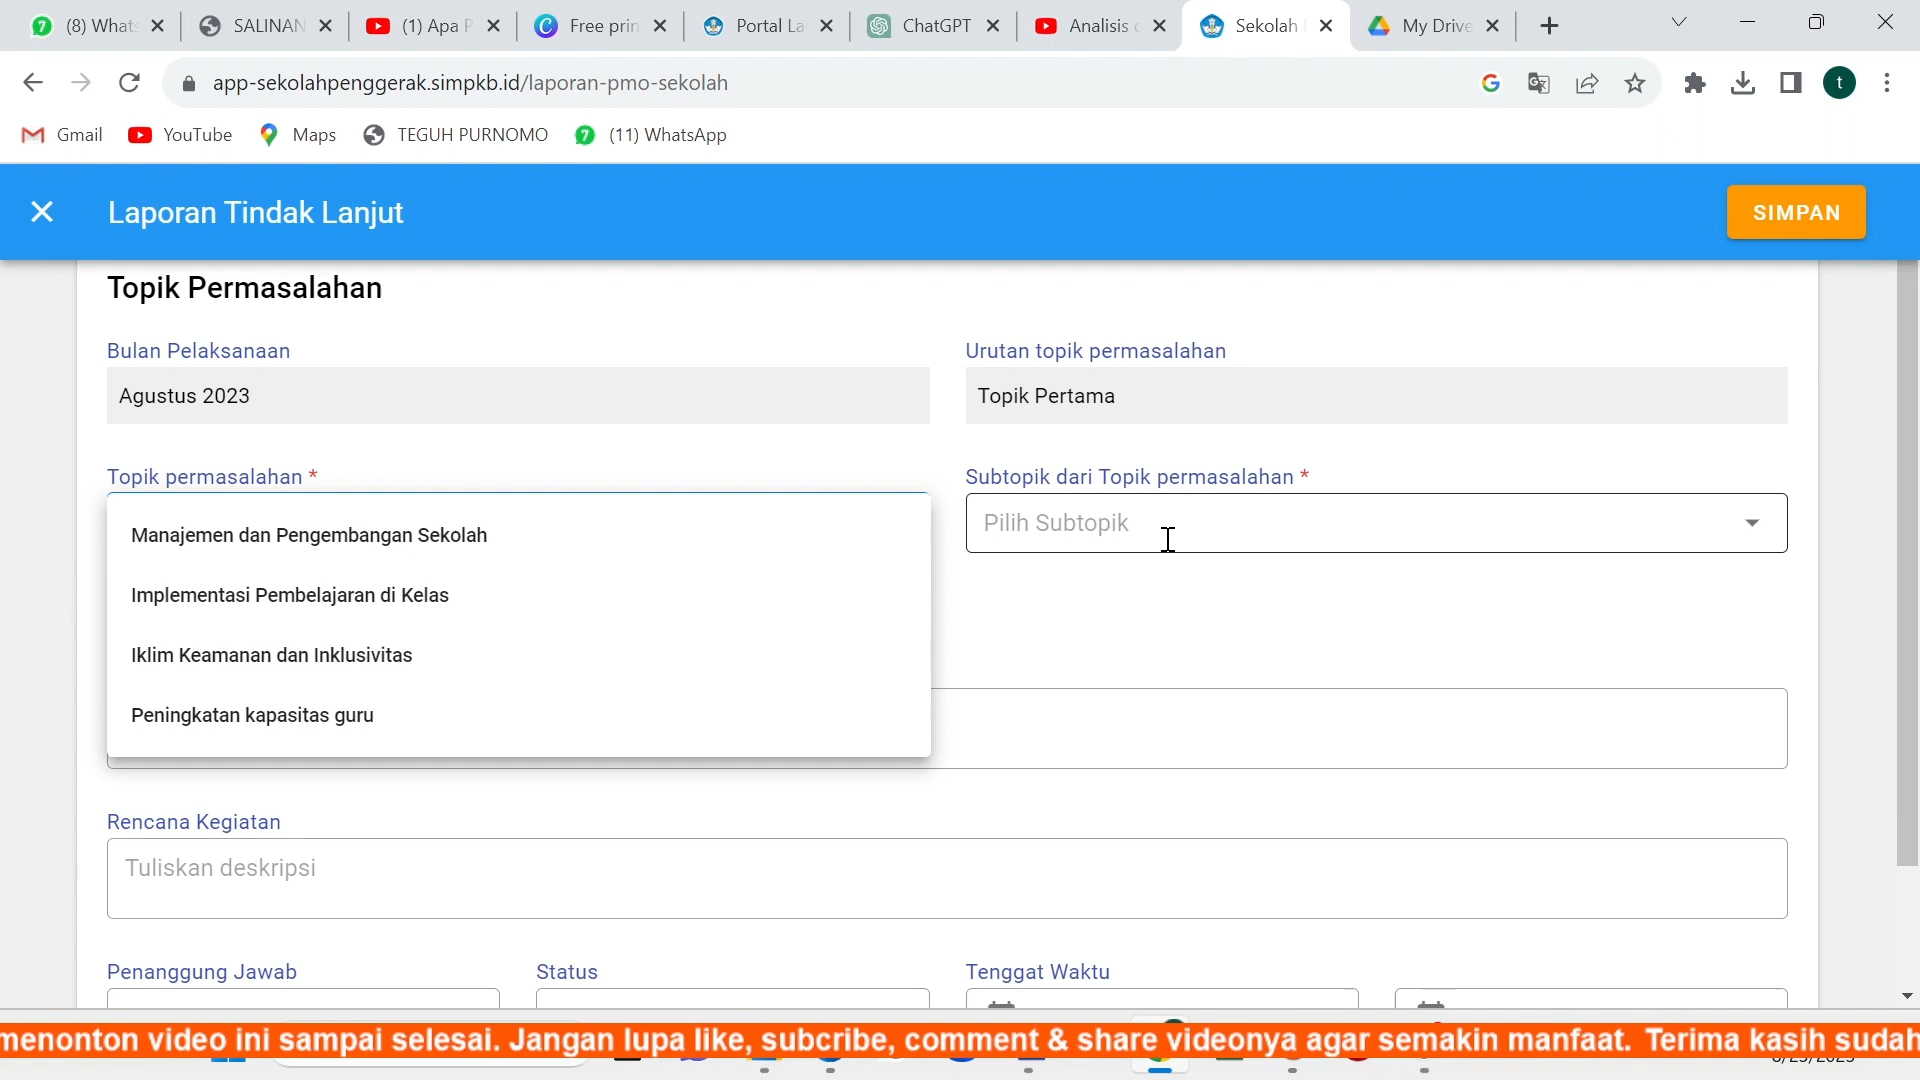 (8) Whats
SALINAN
(1) Apa P
Free prin
Portal La
ChatGPT
Analisis
Sekolah
My Drive
app-sekolahpenggerak.simpkb.id/laporan-pmo-sekolah
t
Gmail
YouTube
Maps
TEGUH PURNOMO
(11) WhatsApp
Laporan Tindak Lanjut
SIMPAN
Topik Permasalahan
Bulan Pelaksanaan
Urutan topik permasalahan
Agustus 2023
Topik Pertama
Topik permasalahan *
Subtopik dari Topik permasalahan *
Pilih Subtopik
Manajemen dan Pengembangan Sekolah
Implementasi Pembelajaran di Kelas
Iklim Keamanan dan Inklusivitas
Peningkatan kapasitas guru
Rencana Kegiatan
Tuliskan deskripsi
Penanggung Jawab
Status
Tenggat Waktu
menonton video ini sampai selesai. Jangan lupa like, subcribe, comment & share videonya agar semakin manfaat. Terima kasih sudah